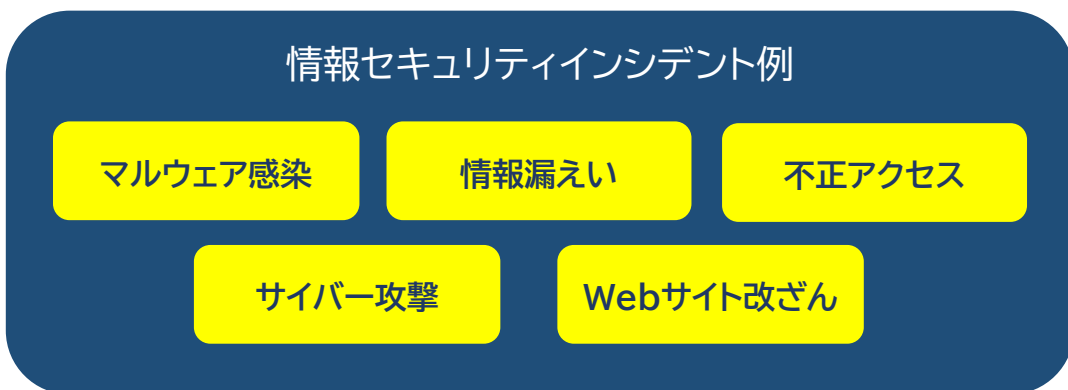 情報セキュリティインシデント例
マルウェア感染
情報漏えい
不正アクセス
サイバー攻撃
Webサイト改ざん